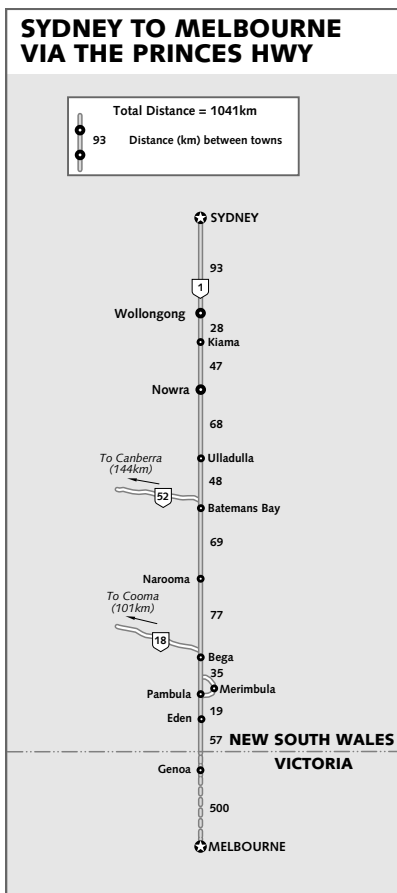 SYDNEY TO MELBOURNE
VIA THE PRINCES HWY
Total Distance = 1041km
93 Distance (km) between towns
SYDNEY
93
1
Wollongong
28
Kiama
47
Nowra
68
Ulladulla
To Canberra
(144km)
48
52
Batemans Bay
69
Narooma
To Cooma
(101km)
77
18
Bega
35
Merimbula
Pambula
19
Eden
57 NEW SOUTH WALES
VICTORIA
Genoa
500
MELBOURNE